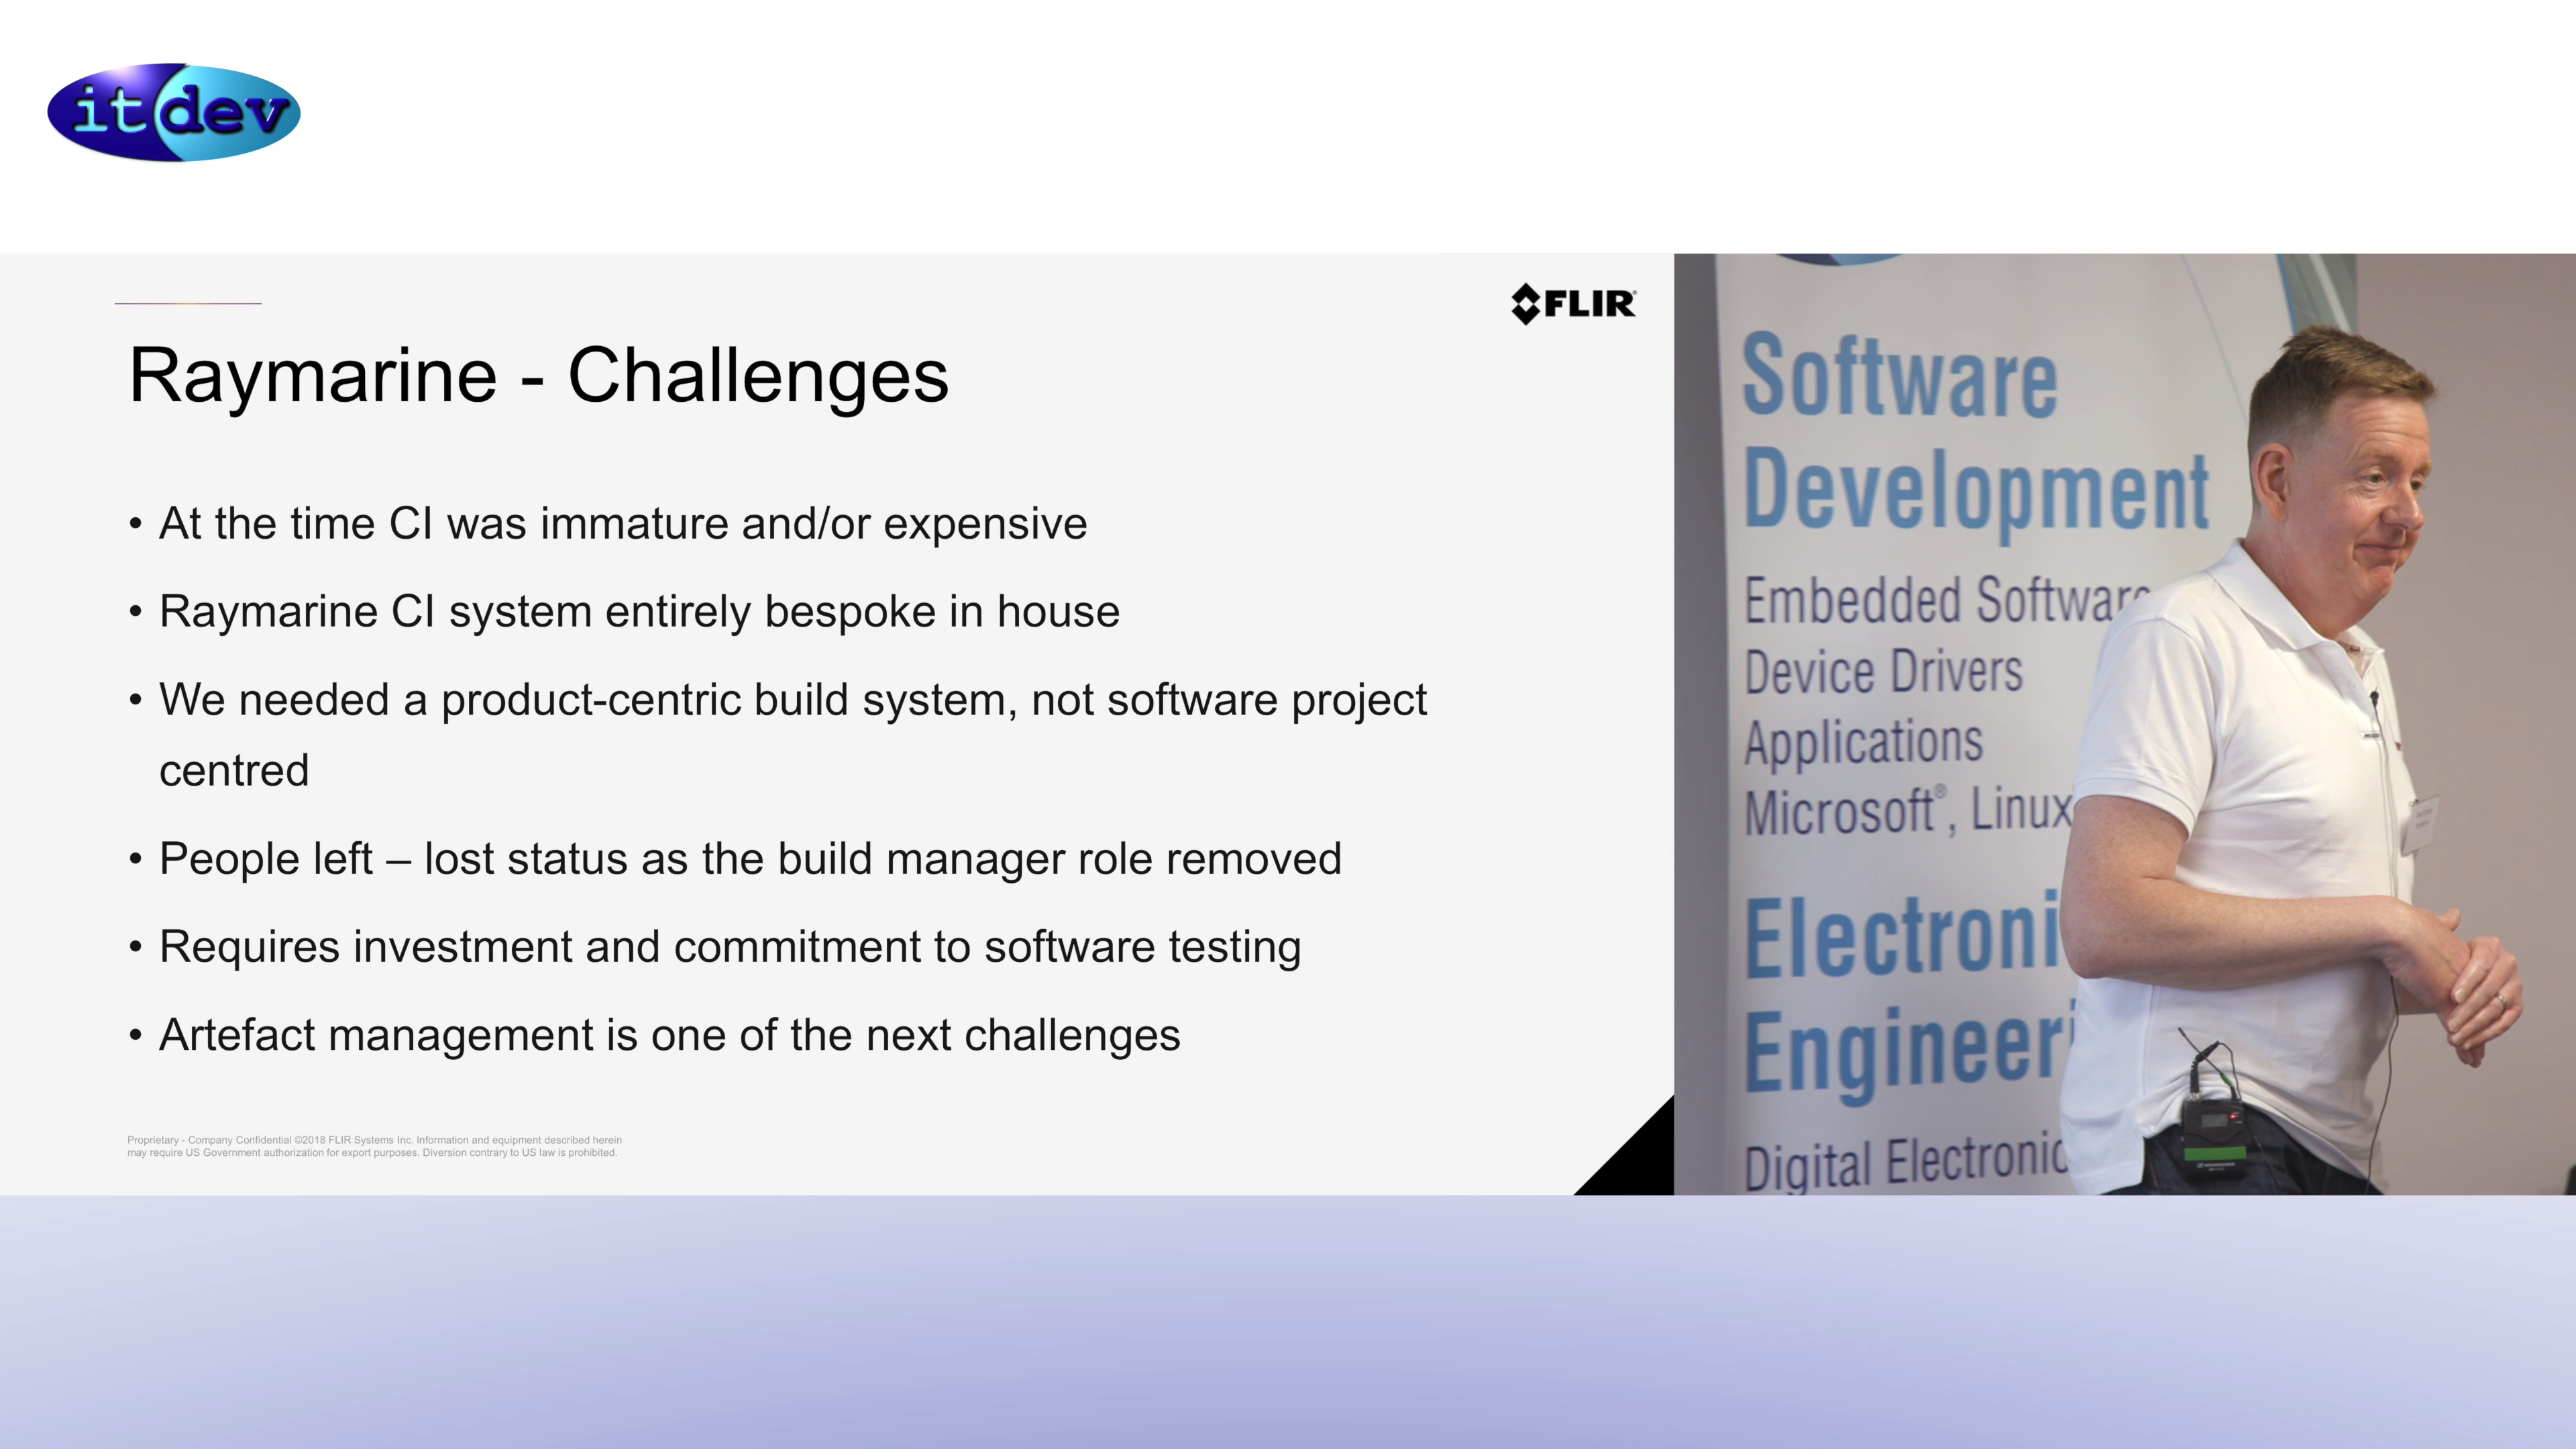 itdev
FLIR
Raymarine - Challenges
• At the time CI was immature and/or expensive
• Raymarine CI system entirely bespoke in house
• We needed a product-centric build system, not software project
centred
• People left – lost status as the build manager role removed
• Requires investment and commitment to software testing
• Artefact management is one of the next challenges
Proprietary - Company Confidential ©2018 FLIR Systems Inc. Information and equipment described herein
may require US Government authorization for export purposes. Diversion contrary to US law is prohibited.
Software
Development
Embedded Software
Device Drivers
Applications
Microsoft®, Linux
Electroni
Engineeri
Digital Electronic